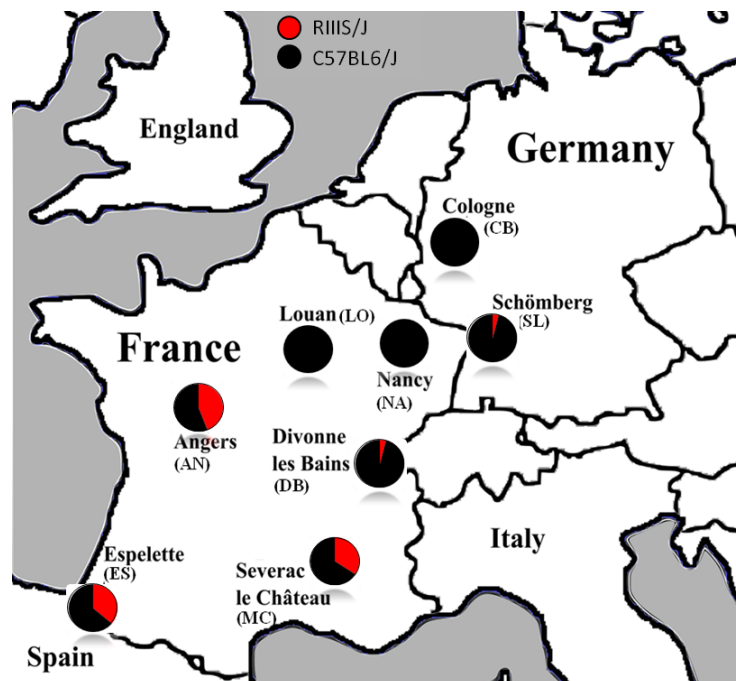 RIIIS/J
C57BL6/J
England
Germany
Cologne
(CB)
Schömberg
(SL)
Louan (LO)
France
Nancy
(NA)
Angers
(AN)
Divonne
les Bains
(DB)
Italy
Espelette
(ES)
Severac
le Château
(MC)
Spain